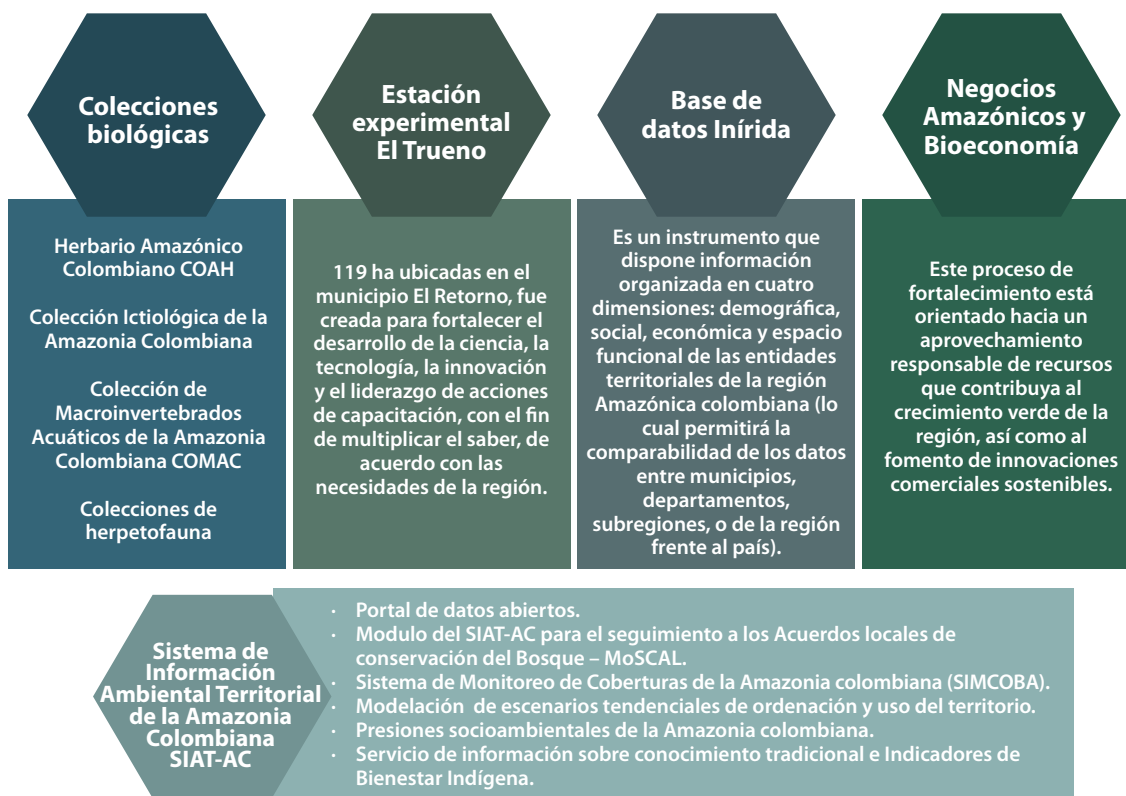 Colecciones
biológicas
Herbario Amazónico
Colombiano COAH
Colección Ictiológica de la
Amazonia Colombiana
Colección de
Macroinvertebrados
Acuáticos de la Amazonia
Colombiana COMAC
Colecciones de
herpetofauna
Estación
experimental
El Trueno
119 ha ubicadas en el
municipio El Retorno, fue
creada para fortalecer el
desarrollo de la ciencia, la
tecnología, la innovación
y el liderazgo de acciones
de capacitación, con el fin
de multiplicar el saber, de
acuerdo con las
necesidades de la región.
Base de
datos Inírida
Es un instrumento que
dispone información
organizada en cuatro
dimensiones: demográfica,
social, económica y espacio
funcional de las entidades
territoriales de la región
Amazónica colombiana (lo
cual permitirá la
comparabilidad de los datos
entre municipios,
departamentos,
subregiones, o de la región
frente al país).
Negocios
Amazónicos y
Bioeconomía
Este proceso de
fortalecimiento está
orientado hacia un
aprovechamiento
responsable de recursos
que contribuya al
crecimiento verde de la
región, así como al
fomento de innovaciones
comerciales sostenibles.
Sistema de
Información
Ambiental Territorial
de la Amazonia
Colombiana
SIAT-AC
· Portal de datos abiertos.
· Modulo del SIAT-AC para el seguimiento a los Acuerdos locales de
conservación del Bosque – MoSCAL.
· Sistema de Monitoreo de Coberturas de la Amazonia colombiana (SIMCOBA).
· Modelación de escenarios tendenciales de ordenación y uso del territorio.
· Presiones socioambientales de la Amazonia colombiana.
· Servicio de información sobre conocimiento tradicional e Indicadores de
Bienestar Indígena.